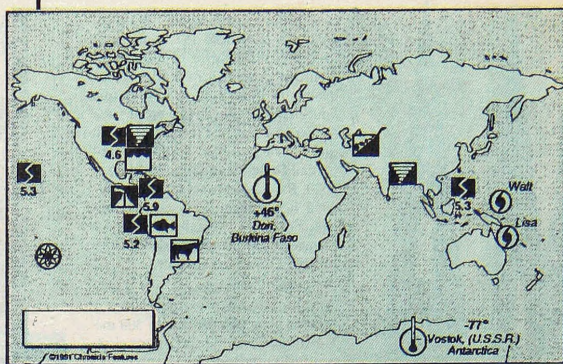 4.6
5.3
5.9
5.2
+46°
Dori,
Burkina Faso
5.3
Walt
Lisa
-77°
Vostok, (U.S.S.R.)
Antarctica
©1991 Chronicle Features